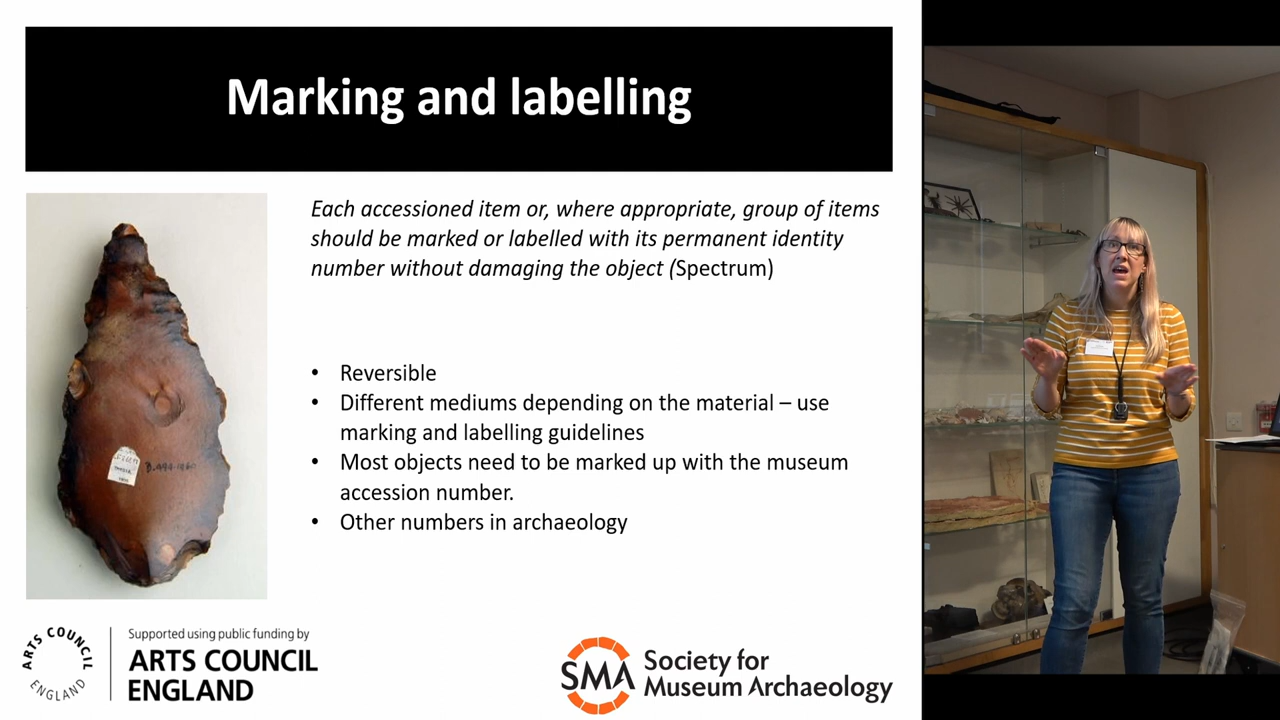 Marking and labelling
Each accessioned item or, where appropriate, group of items
should be marked or labelled with its permanent identity
number without damaging the object (Spectrum)
• Reversible
• Different mediums depending on the material – use
marking and labelling guidelines
• Most objects need to be marked up with the museum
accession number.
• Other numbers in archaeology
ARTS COUNCIL
ENGLAND
Supported using public funding by
ARTS COUNCIL
ENGLAND
SMA
Society for
Museum Archaeology